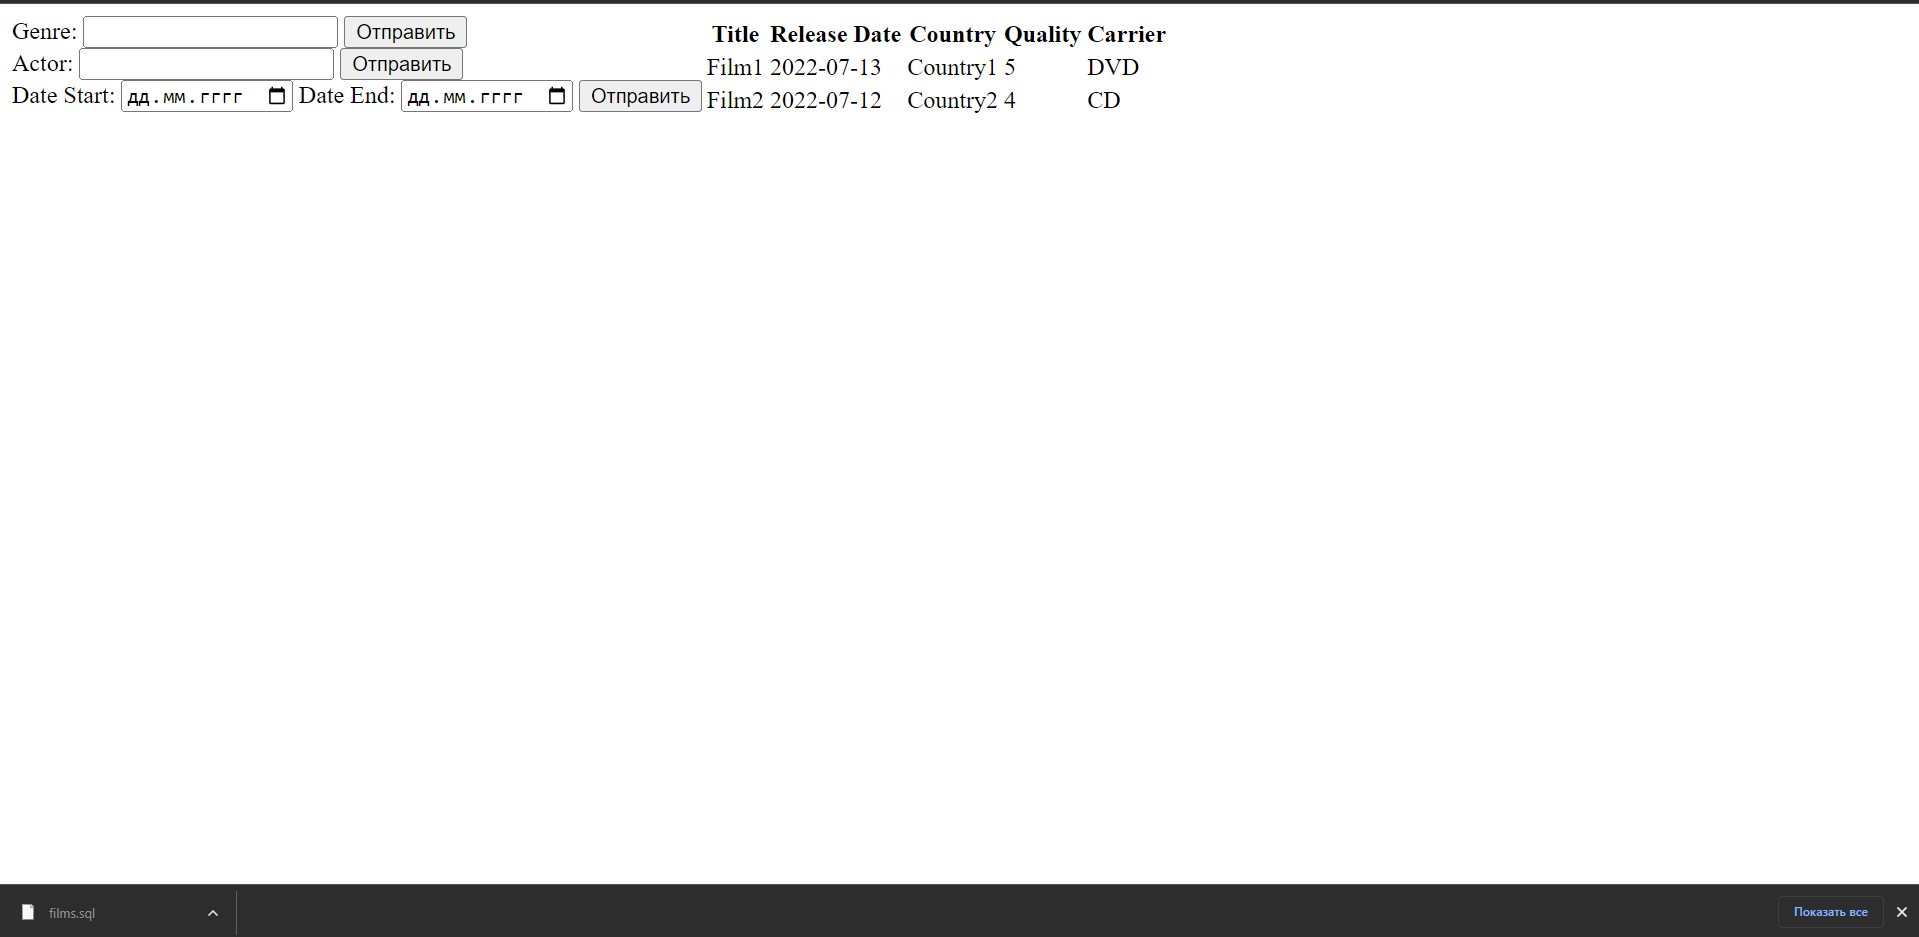 Genre: Отправить
Actor: Отправить
Date Start: дд.мм.гггг Date End: дд.мм.гггг Отправить
Title Release Date Country Quality Carrier
Film1 2022-07-13 Country1 5 DVD
Film2 2022-07-12 Country2 4 CD
films.sql
Показать все